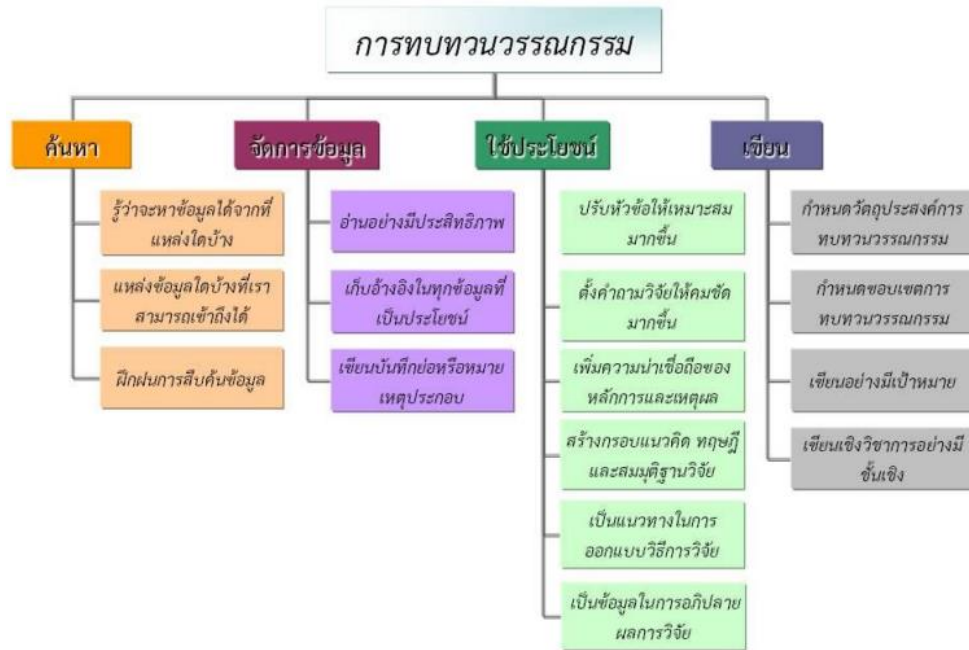 การทบทวนวรรณกรรม
ค้นหา
รู้ว่าจะหาข้อมูลได้จากที่
แหล่งใดบ้าง
แหล่งข้อมูลใดบ้างที่เรา
สามารถเข้าถึงได้
ฝึกฝนการสืบค้นข้อมูล
จัดการข้อมูล
อ่านอย่างมีประสิทธิภาพ
เก็บอ้างอิงในทุกข้อมูลที่
เป็นประโยชน์
เขียนบันทึกย่อหรือหมาย
เหตุประกอบ
ใช้ประโยชน์
ปรับหัวข้อให้เหมาะสม
มากขึ้น
ตั้งคำถามวิจัยให้คมชัด
มากขึ้น
เพิ่มความน่าเชื่อถือของ
หลักการและเหตุผล
สร้างกรอบแนวคิด ทฤษฎี
และสมมุติฐานวิจัย
เป็นแนวทางในการ
ออกแบบวิธีการวิจัย
เป็นข้อมูลในการอภิปลาย
ผลการวิจัย
เขียน
กำหนดวัตถุประสงค์การ
ทบทวนวรรณกรรม
กำหนดขอบเขตการ
ทบทวนวรรณกรรม
เขียนอย่างมีเป้าหมาย
เขียนเชิงวิชาการอย่างมี
ชั้นเชิง